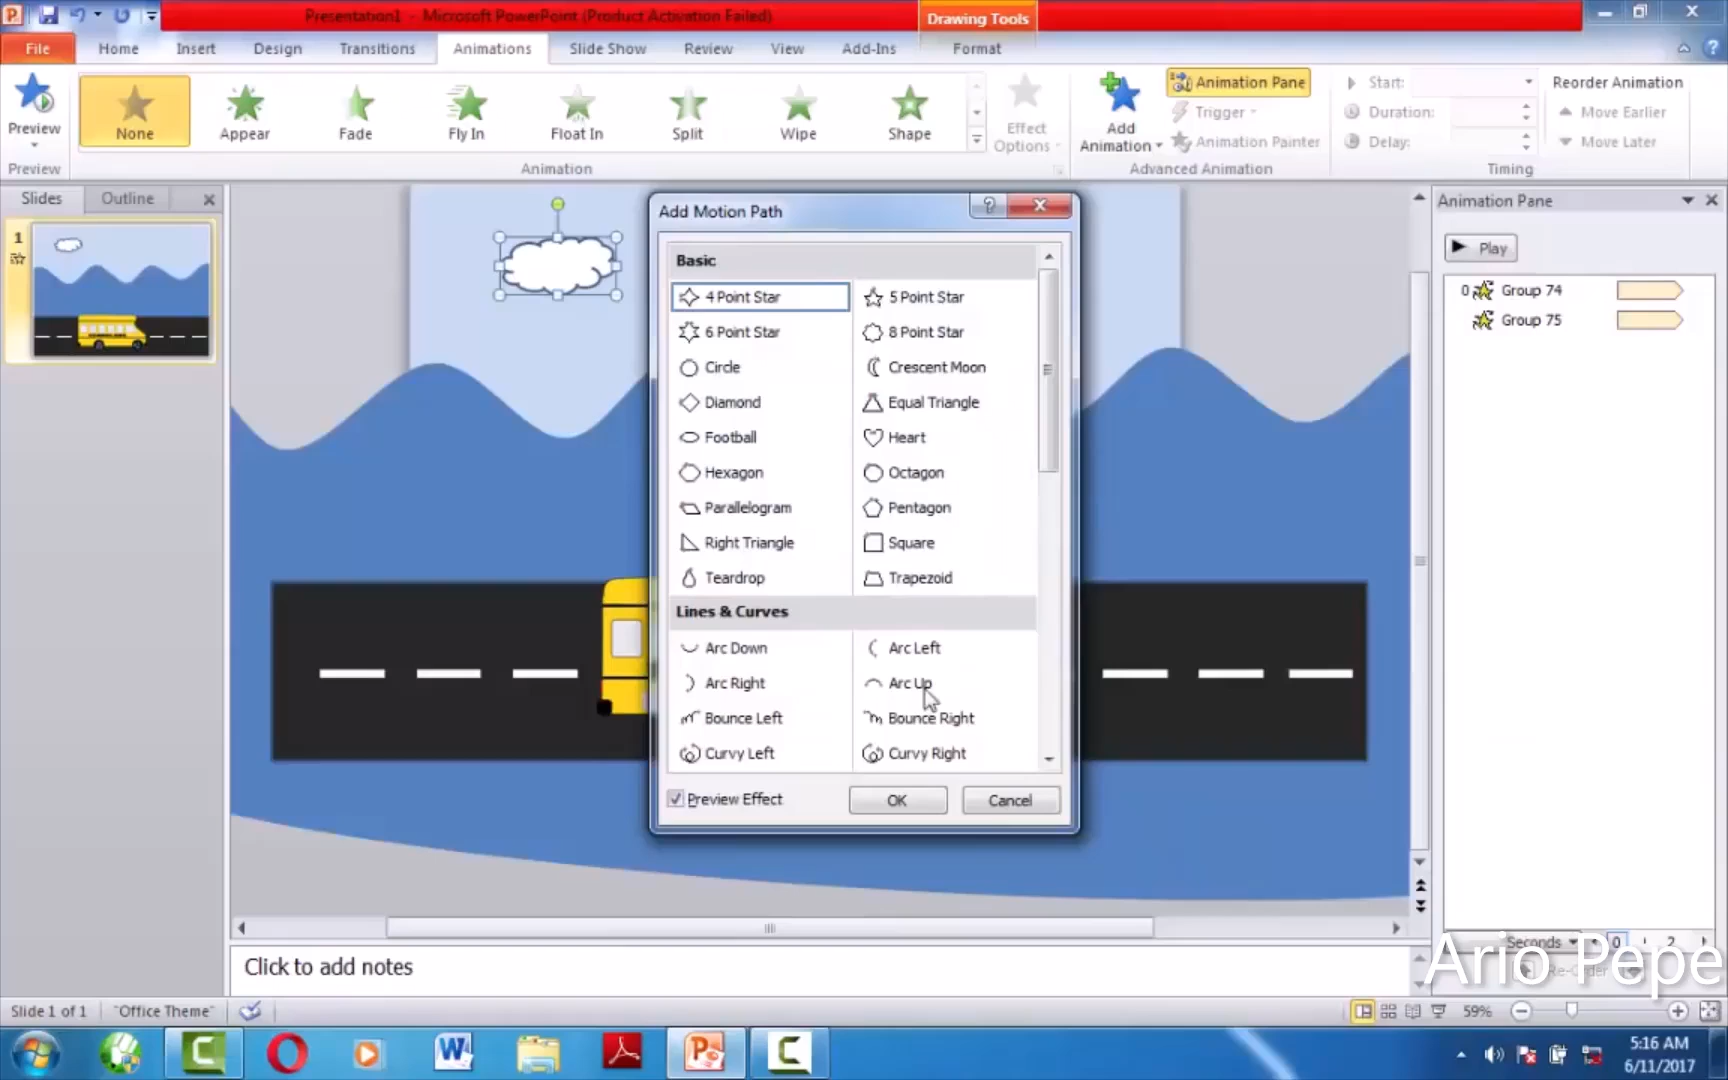 Presentation1 - Microsoft PowerPoint (Product Activation Failed)
Drawing Tools
File
Home
Insert
Design
Transitions
Animations
Slide Show
Review
View
Add-Ins
Format
Preview
Preview
None
Appear
Fade
Fly In
Float In
Split
Wipe
Shape
Animation
Effect
Options
Add
Animation
Animation Pane
Trigger
Animation Painter
Advanced Animation
Start:
Duration:
Delay:
Timing
Reorder Animation
Move Earlier
Move Later
Slides
Outline
1
Add Motion Path
Basic
4 Point Star
5 Point Star
6 Point Star
8 Point Star
Circle
Crescent Moon
Diamond
Equal Triangle
Football
Heart
Hexagon
Octagon
Parallelogram
Pentagon
Right Triangle
Square
Teardrop
Trapezoid
Lines & Curves
Arc Down
Arc Left
Arc Right
Arc Up
Bounce Left
Bounce Right
Curvy Left
Curvy Right
Preview Effect
OK
Cancel
Animation Pane
Play
0 Group 74
Group 75
Seconds 0 2
Re-Order
Ario Pepe
Click to add notes
Slide 1 of 1
"Office Theme"
59%
5:16 AM
6/11/2017